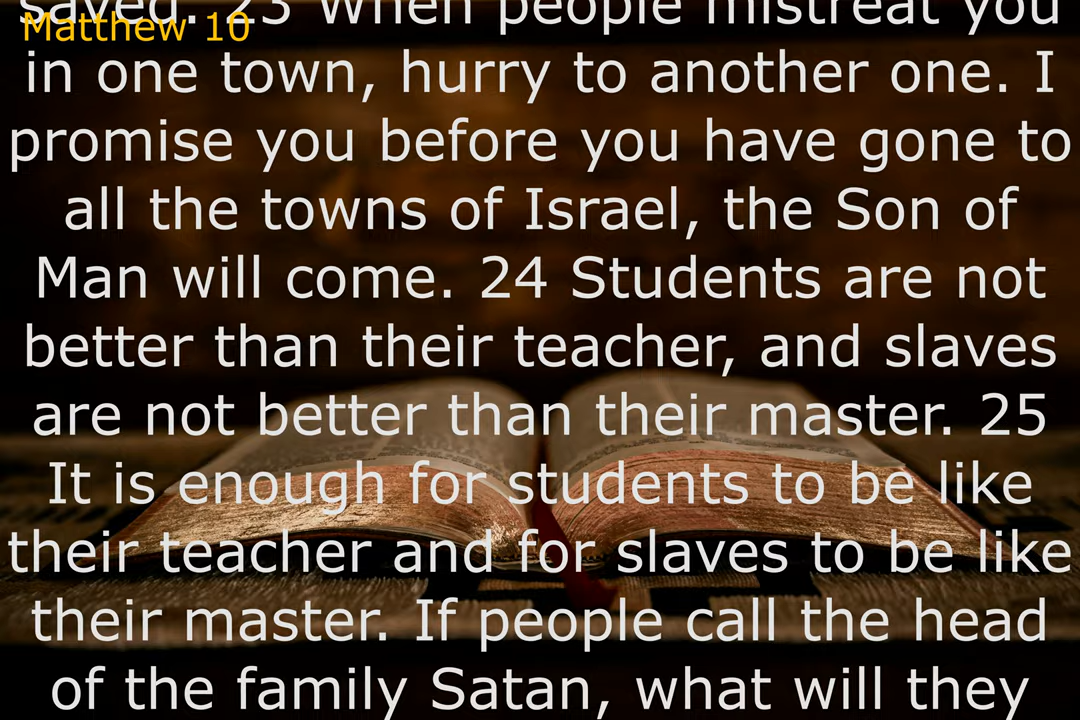 saved. 23 When people mistreat you
Matthew 10
in one town, hurry to another one. I
promise you before you have gone to
all the towns of Israel, the Son of
Man will come. 24 Students are not
better than their teacher, and slaves
are not better than their master. 25
It is enough for students to be like
their teacher and for slaves to be like
their master. If people call the head
of the family Satan, what will they